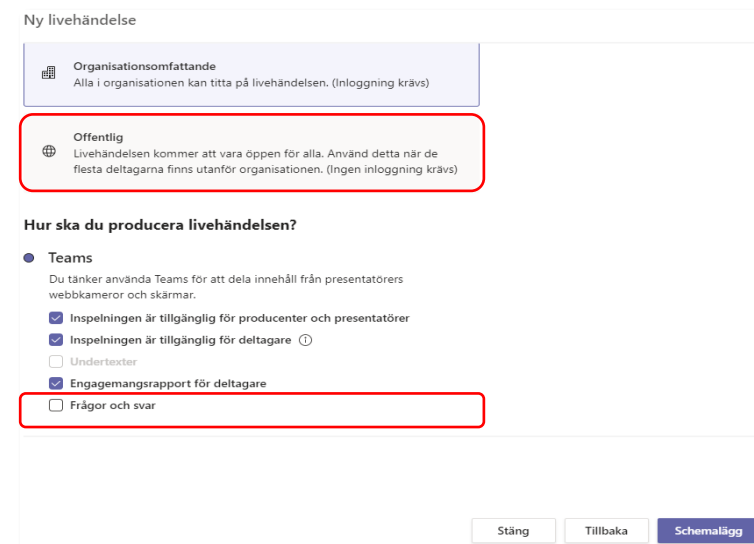 Ny livehändelse
Organisationsomfattande
Alla i organisationen kan titta på livehändelsen. (Inloggning krävs)
Offentlig
Livehändelsen kommer att vara öppen för alla. Använd detta när de
flesta deltagarna finns utanför organisationen. (Ingen inloggning krävs)
Hur ska du producera livehändelsen?
Teams
Du tänker använda Teams för att dela innehåll från presentatörers
webbkameror och skärmar.
Inspelningen är tillgänglig för producenter och presentatörer
Inspelningen är tillgänglig för deltagare
Undertexter
Engagemangsrapport för deltagare
Frågor och svar
Stäng Tillbaka Schemalägg